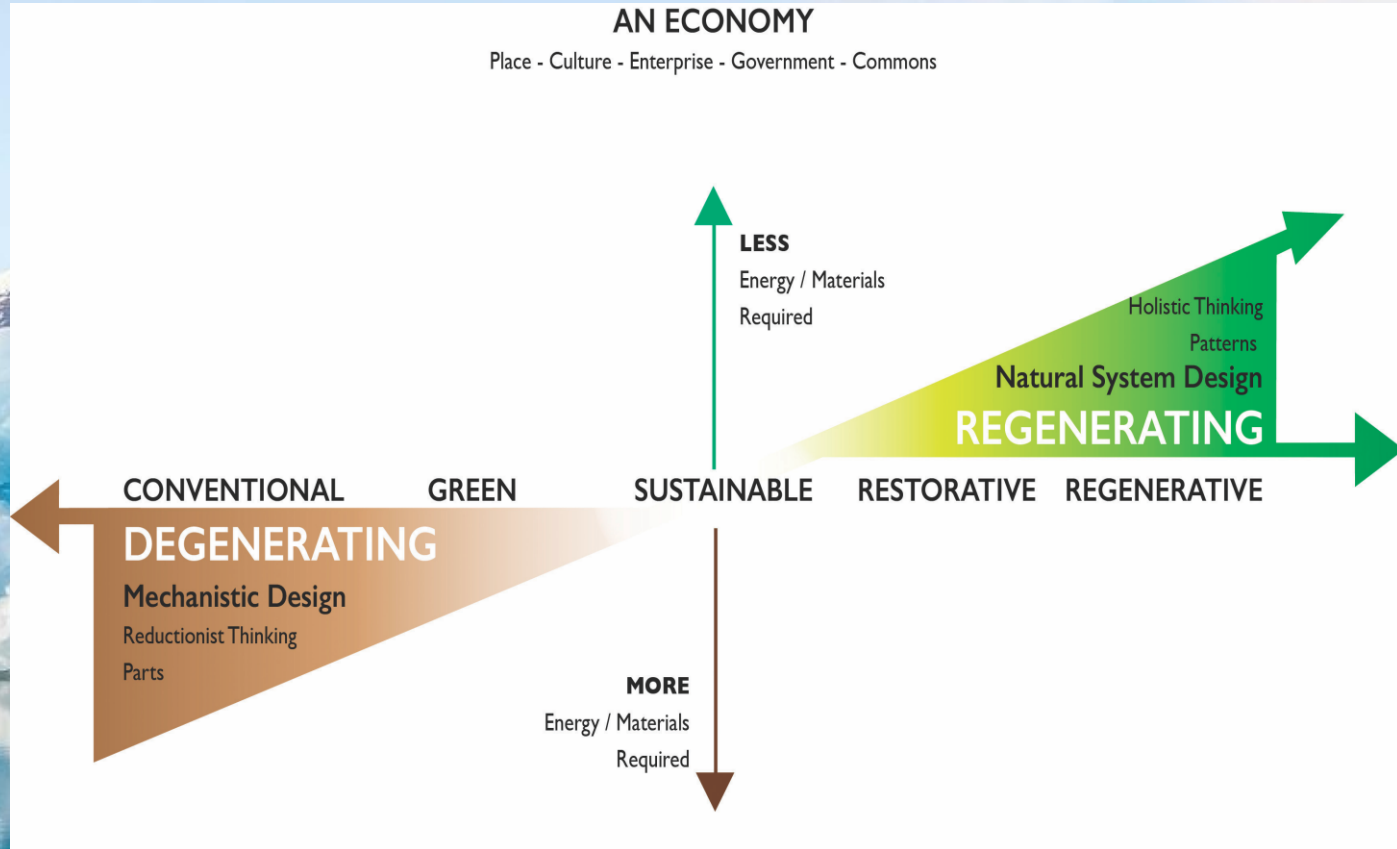 AN ECONOMY
Place - Culture - Enterprise - Government - Commons
LESS
Energy / Materials
Required
Holistic Thinking
Patterns
Natural System Design
REGENERATING
CONVENTIONAL GREEN SUSTAINABLE RESTORATIVE REGENERATIVE
DEGENERATING
Mechanistic Design
Reductionist Thinking
Parts
MORE
Energy / Materials
Required